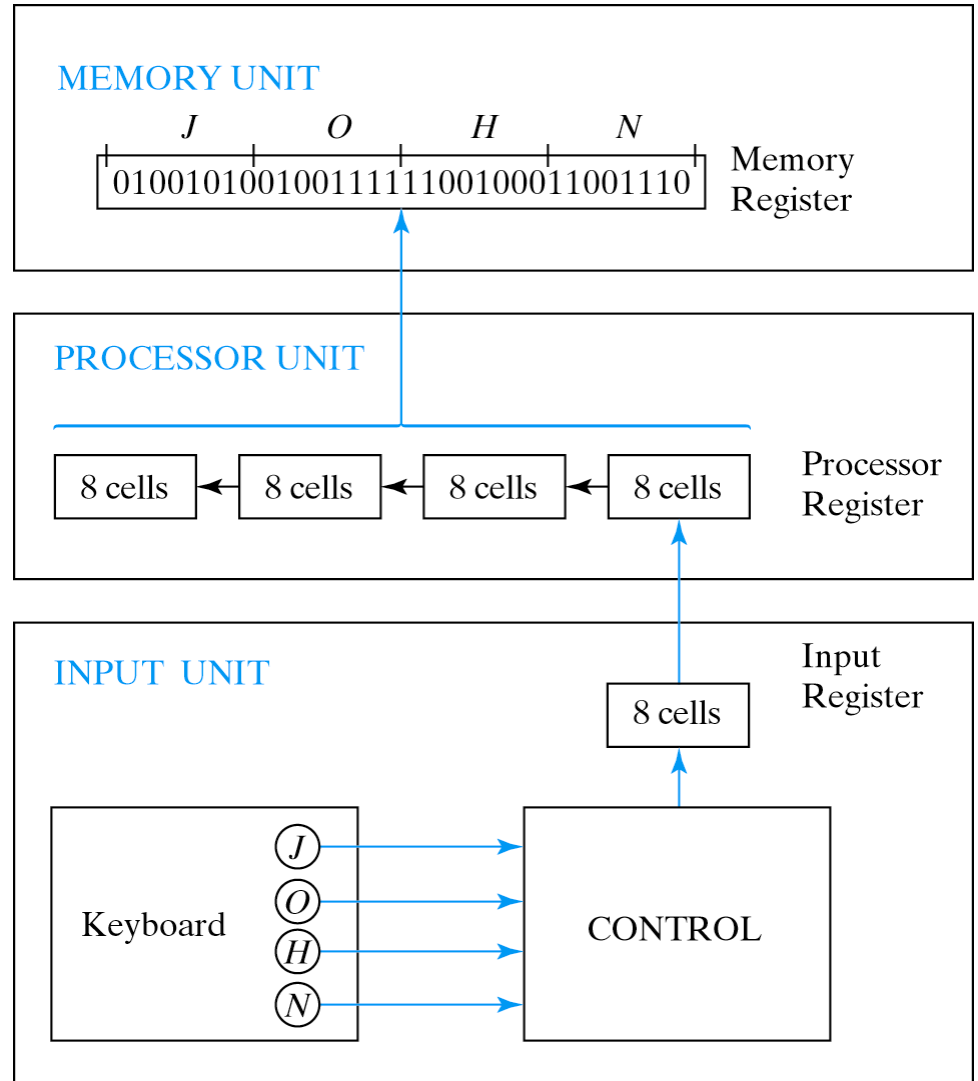 MEMORY UNIT
J O H N
01001010010011111100100011001110
Memory
Register
PROCESSOR UNIT
8 cells 8 cells 8 cells 8 cells
Processor
Register
INPUT UNIT
Input
Register
8 cells
Keyboard
J
O
H
N
CONTROL